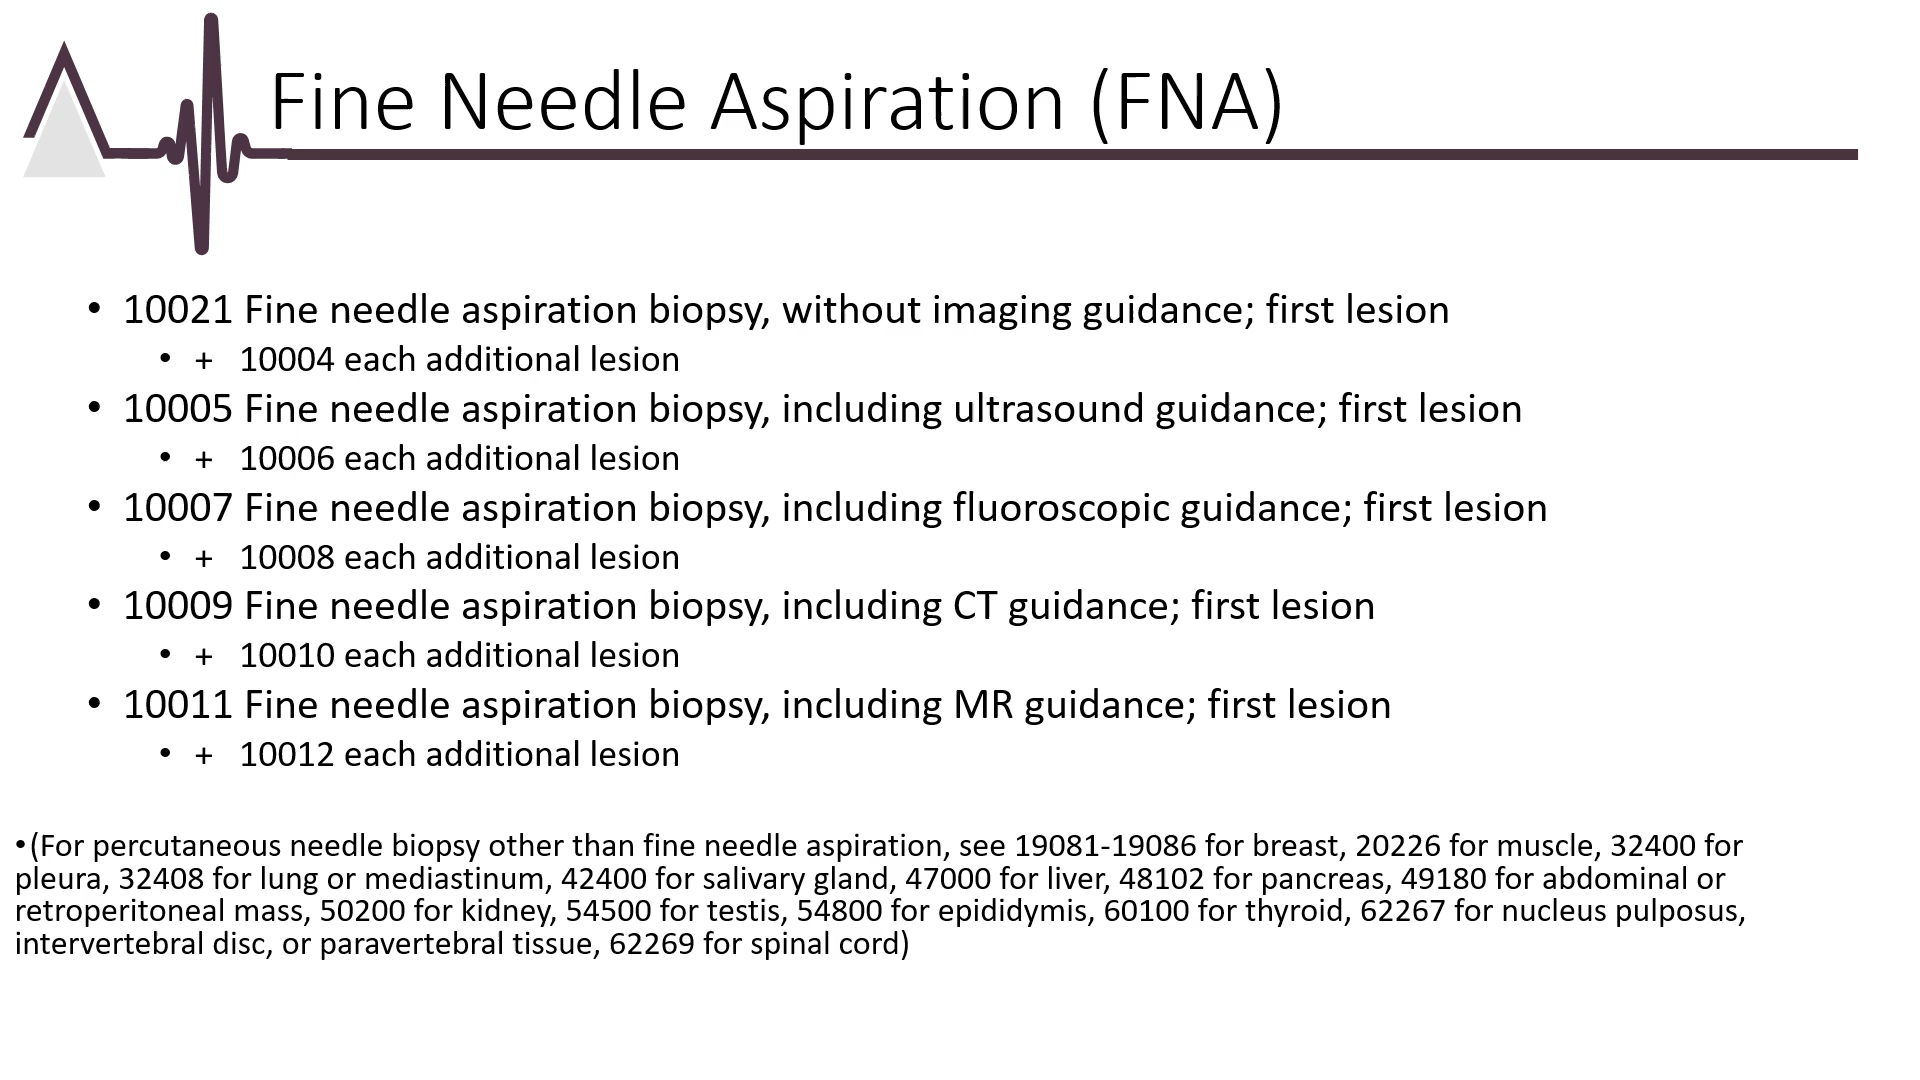 Fine Needle Aspiration (FNA)
• 10021 Fine needle aspiration biopsy, without imaging guidance; first lesion
• + 10004 each additional lesion
• 10005 Fine needle aspiration biopsy, including ultrasound guidance; first lesion
• + 10006 each additional lesion
• 10007 Fine needle aspiration biopsy, including fluoroscopic guidance; first lesion
• + 10008 each additional lesion
• 10009 Fine needle aspiration biopsy, including CT guidance; first lesion
• + 10010 each additional lesion
• 10011 Fine needle aspiration biopsy, including MR guidance; first lesion
• + 10012 each additional lesion
•(For percutaneous needle biopsy other than fine needle aspiration, see 19081-19086 for breast, 20226 for muscle, 32400 for
pleura, 32408 for lung or mediastinum, 42400 for salivary gland, 47000 for liver, 48102 for pancreas, 49180 for abdominal or
retroperitoneal mass, 50200 for kidney, 54500 for testis, 54800 for epididymis, 60100 for thyroid, 62267 for nucleus pulposus,
intervertebral disc, or paravertebral tissue, 62269 for spinal cord)